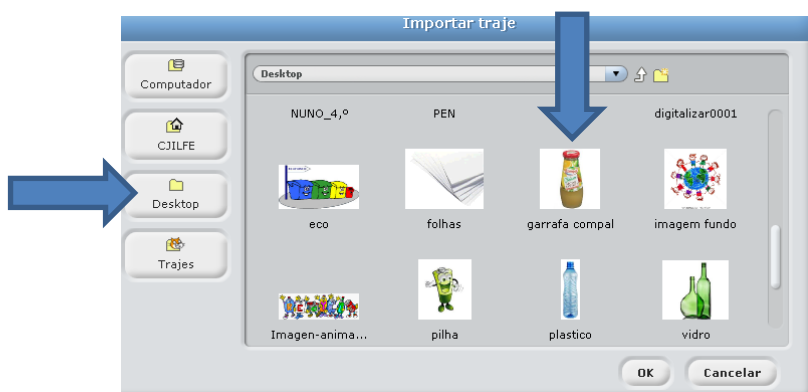 Importar traje
Computador
CJILFE
Desktop
Trajes
Desktop
NUNO_4,º PEN digitalizar0001
eco folhas garrafa compal imagem fundo
Imagen-anima... pilha plastico vidro
OK Cancelar